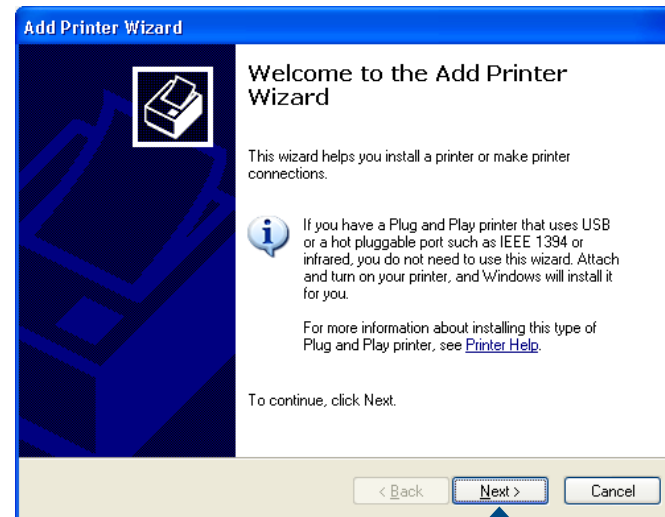 Add Printer Wizard
Welcome to the Add Printer
Wizard
This wizard helps you install a printer or make printer
connections.
If you have a Plug and Play printer that uses USB
or a hot pluggable port such as IEEE 1394 or
infrared, you do not need to use this wizard. Attach
and turn on your printer, and Windows will install it
for you.
For more information about installing this type of
Plug and Play printer, see Printer Help.
To continue, click Next.
< Back Next > Cancel